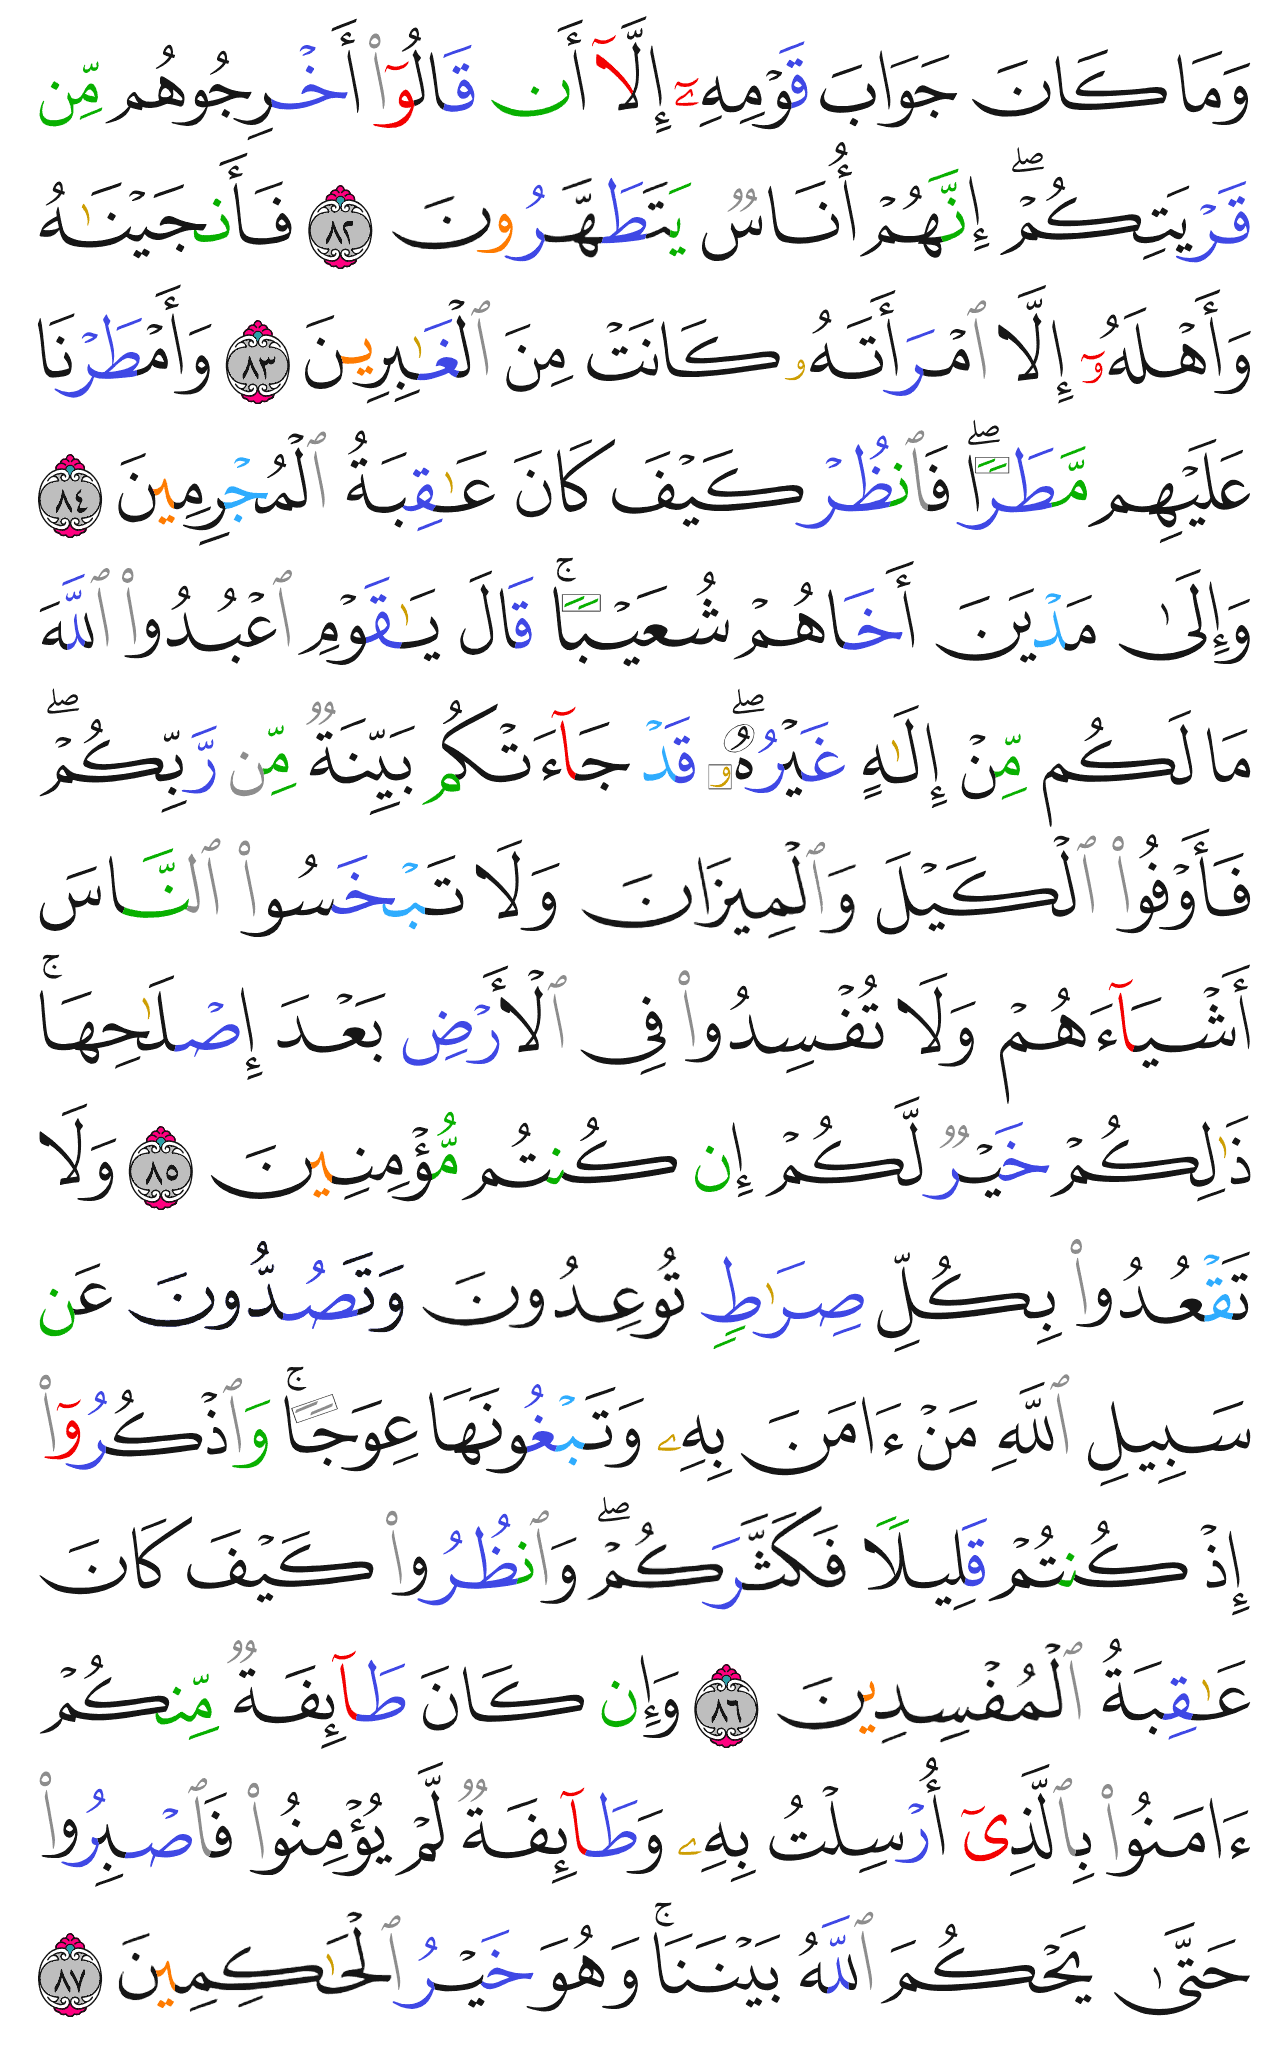 وَمَا كَانَ جَوَابَ قَوْمِهِۦٓ إِلَّآ أَن قَالُوٓا۟ أَخْرِجُوهُم مِّن
قَرْيَتِكُمْ ۖ إِنَّهُمْ أُنَاسٌ يَتَطَهَّرُونَ ٨٢ فَأَنجَيْنَـٰهُ
وَأَهْلَهُۥٓ إِلَّا ٱمْرَأَتَهُۥ كَانَتْ مِنَ ٱلْغَـٰبِرِينَ ٨٣ وَأَمْطَرْنَا
عَلَيْهِم مَّطَرًا ۖ فَٱنظُرْ كَيْفَ كَانَ عَـٰقِبَةُ ٱلْمُجْرِمِينَ ٨٤
وَإِلَىٰ مَدْيَنَ أَخَاهُمْ شُعَيْبًا ۚ قَالَ يَـٰقَوْمِ ٱعْبُدُوا۟ ٱللَّهَ
مَا لَكُم مِّنْ إِلَـٰهٍ غَيْرُهُۥ ۖ قَدْ جَآءَتْكُم بَيِّنَةٌ مِّن رَّبِّكُمْ ۖ
فَأَوْفُوا۟ ٱلْكَيْلَ وَٱلْمِيزَانَ وَلَا تَبْخَسُوا۟ ٱلنَّاسَ
أَشْيَآءَهُمْ وَلَا تُفْسِدُوا۟ فِى ٱلْأَرْضِ بَعْدَ إِصْلَـٰحِهَا ۚ
ذَٰلِكُمْ خَيْرٌ لَّكُمْ إِن كُنتُم مُّؤْمِنِينَ ٨٥ وَلَا
تَقْعُدُوا۟ بِكُلِّ صِرَٰطٍ تُوعِدُونَ وَتَصُدُّونَ عَن
سَبِيلِ ٱللَّهِ مَنْ ءَامَنَ بِهِۦ وَتَبْغُونَهَا عِوَجًا ۚ وَٱذْكُرُوٓا۟
إِذْ كُنتُمْ قَلِيلًا فَكَثَّرَكُمْ ۖ وَٱنظُرُوا۟ كَيْفَ كَانَ
عَـٰقِبَةُ ٱلْمُفْسِدِينَ ٨٦ وَإِن كَانَ طَآئِفَةٌ مِّنكُمْ
ءَامَنُوا۟ بِٱلَّذِىٓ أُرْسِلْتُ بِهِۦ وَطَآئِفَةٌ لَّمْ يُؤْمِنُوا۟ فَٱصْبِرُوا۟
حَتَّىٰ يَحْكُمَ ٱللَّهُ بَيْنَنَا ۚ وَهُوَ خَيْرُ ٱلْحَـٰكِمِينَ ٨٧